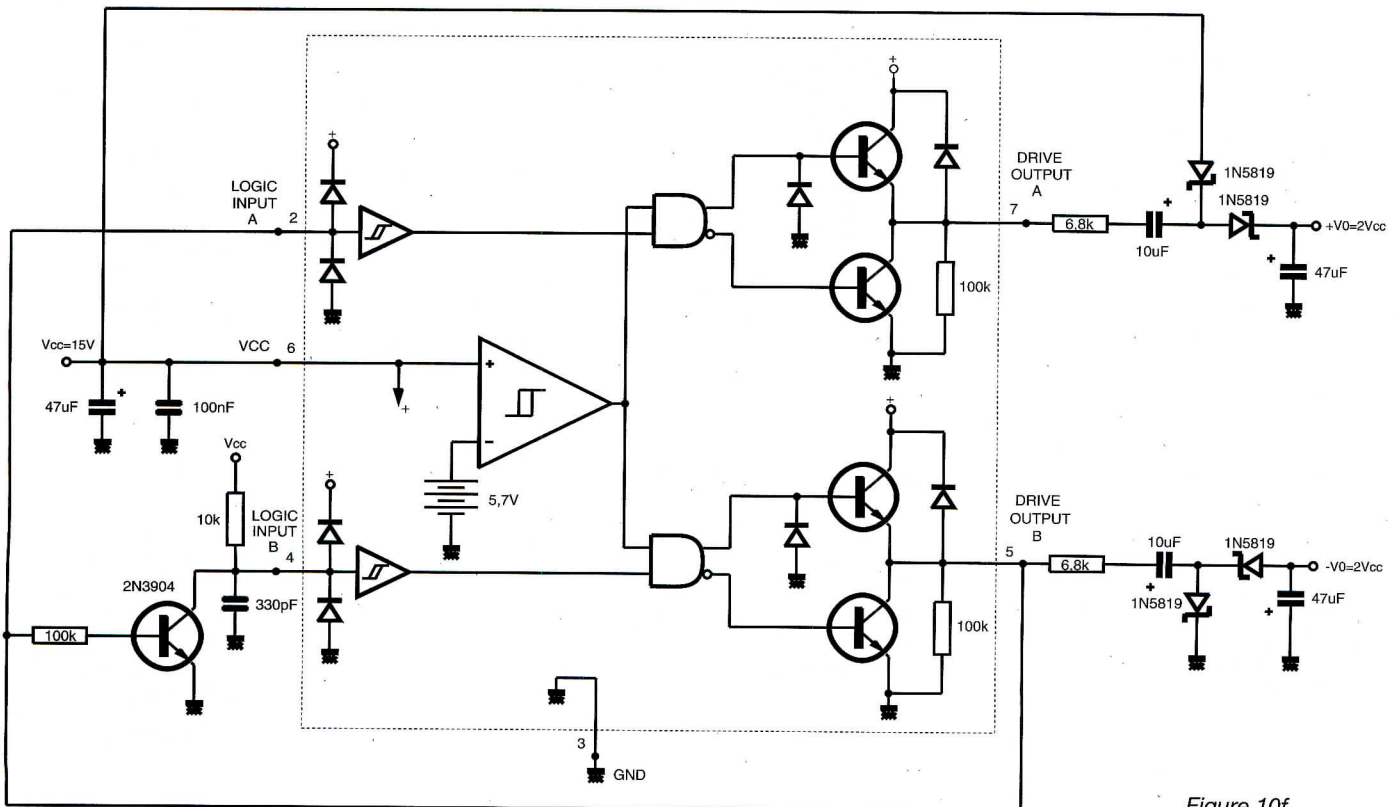 +
+
DRIVE
OUTPUT
A
7
6.8k
+
10uF
1N5819
1N5819
+V0=2Vcc
+
47uF
LOGIC
INPUT
A
2
100k
Vcc=15V
VCC
6
+
47uF
100nF
+
+
-
5,7V
+
Vcc
10k
LOGIC
INPUT
B
4
+
330pF
2N3904
100k
DRIVE
OUTPUT
B
5
6.8k
10uF
+
1N5819
1N5819
-V0=2Vcc
+
47uF
100k
3
GND
Figure 10f